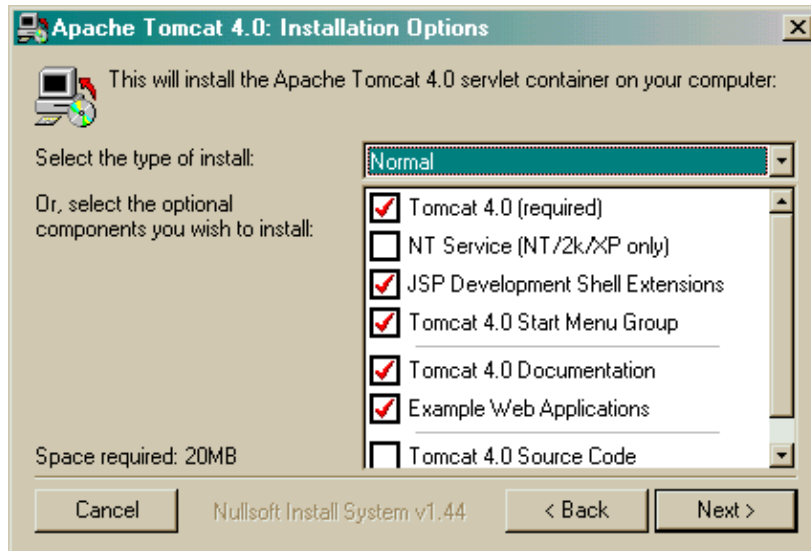 Apache Tomcat 4.0: Installation Options
This will install the Apache Tomcat 4.0 servlet container on your computer:
Select the type of install:
Normal
Or, select the optional
components you wish to install:
Tomcat 4.0 (required)
NT Service (NT/2k/XP only)
JSP Development Shell Extensions
Tomcat 4.0 Start Menu Group
Tomcat 4.0 Documentation
Example Web Applications
Tomcat 4.0 Source Code
Space required: 20MB
Cancel
Nullsoft Install System v1.44
< Back
Next >